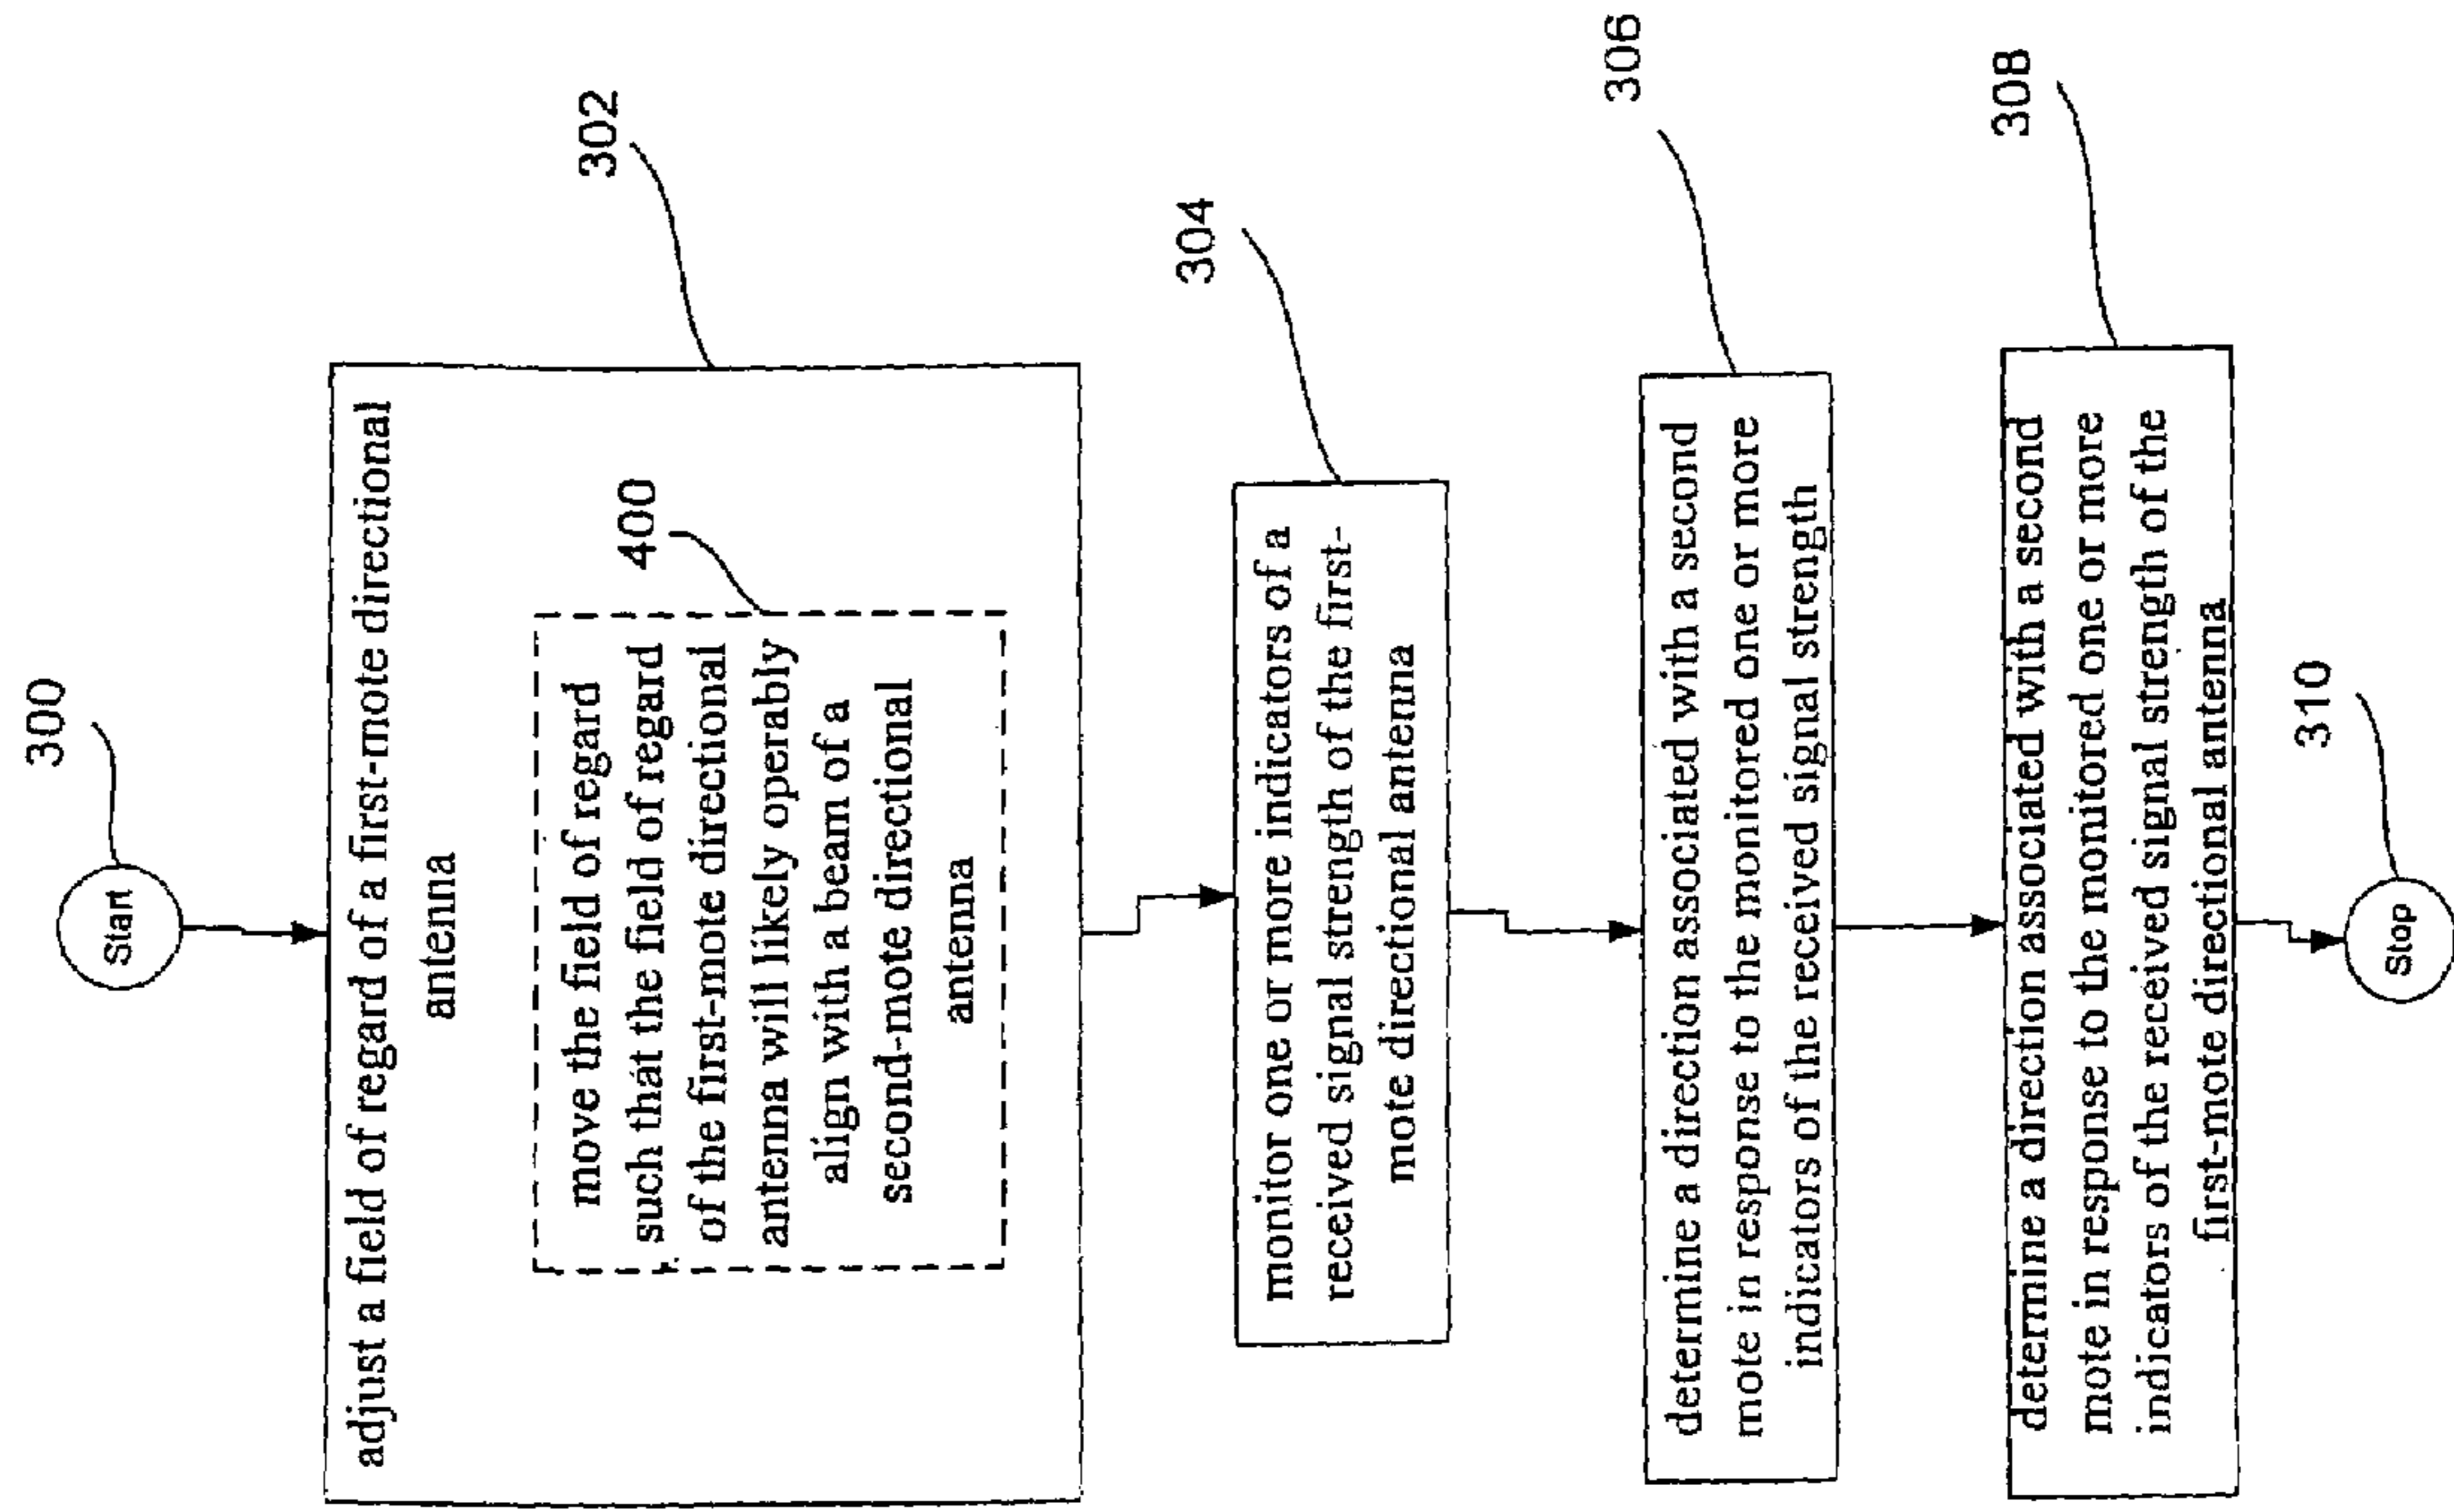 300
Start
302
adjust a field of regard of a first-mote directional
antenna
400
move the field of regard
such that the field of regard
of the first-mote directional
antenna will likely operably
align with a beam of a
second-mote directional
antenna
304
monitor one or more indicators of a
received signal strength of the first-
mote directional antenna
306
determine a direction associated with a second
mote in response to the monitored one or more
indicators of the received signal strength
308
determine a direction associated with a second
mote in response to the monitored one or more
indicators of the received signal strength of the
first-mote directional antenna
310
Stop